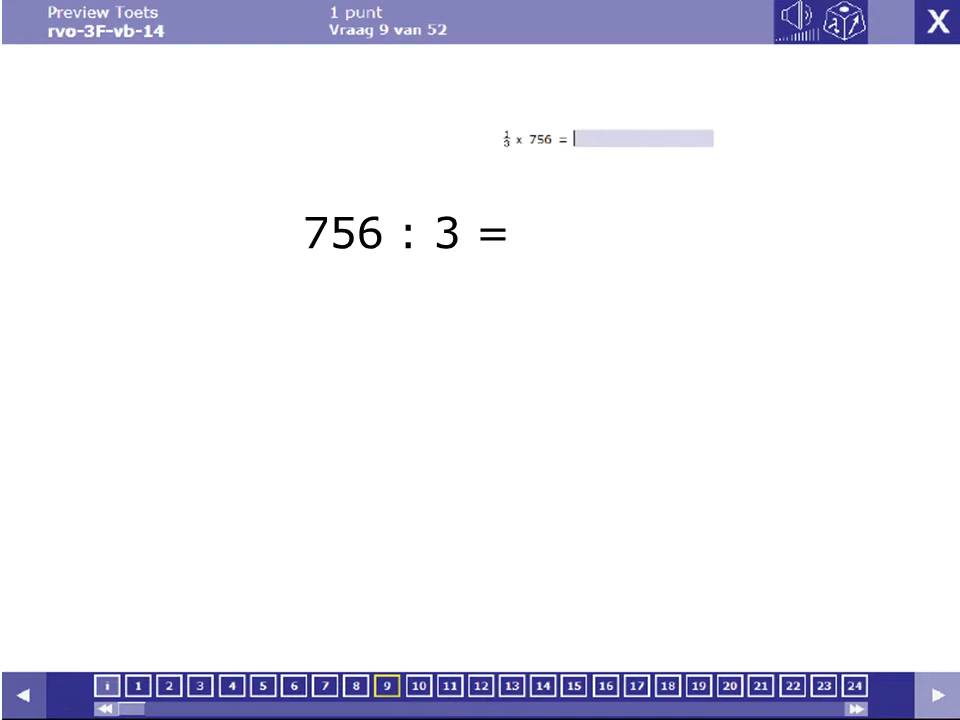 Preview Toets
rvo-3F-vb-14
1 punt
Vraag 9 van 52
X
1/3 x 756 =
756 : 3 =
i 1 2 3 4 5 6 7 8 9 10 11 12 13 14 15 16 17 18 19 20 21 22 23 24